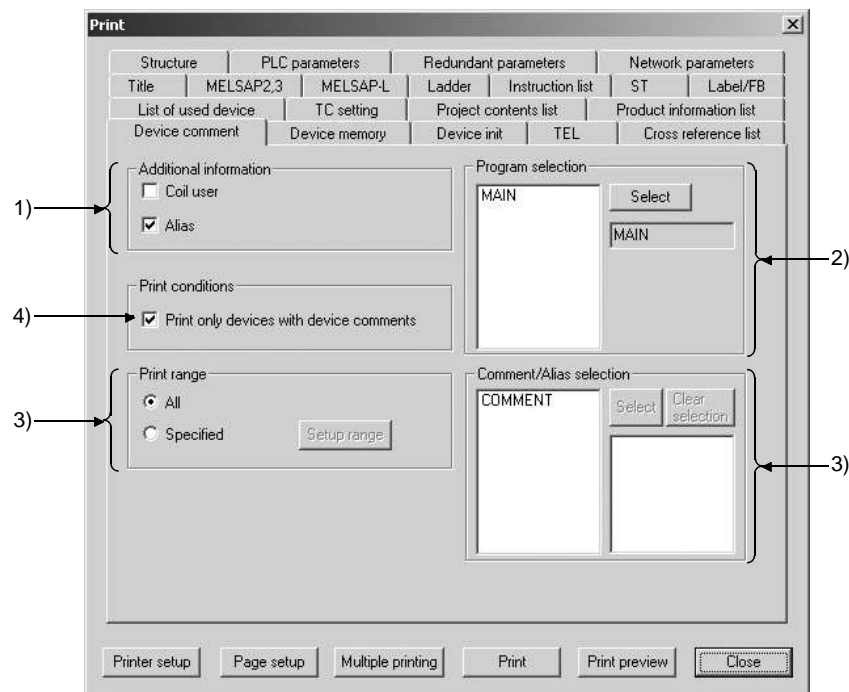 Print
Structure PLC parameters Redundant parameters Network parameters
Title MELSAP2,3 MELSAP-L Ladder Instruction list ST Label/FB
List of used device TC setting Project contents list Product information list
Device comment Device memory Device init TEL Cross reference list
Additional information
Coil user
Alias
1)
Program selection
MAIN
Select
MAIN
2)
Print conditions
Print only devices with device comments
4)
Print range
All
Specified
Setup range
3)
Comment/Alias selection
COMMENT
Select
Clear
selection
3)
Printer setup Page setup Multiple printing Print Print preview Close